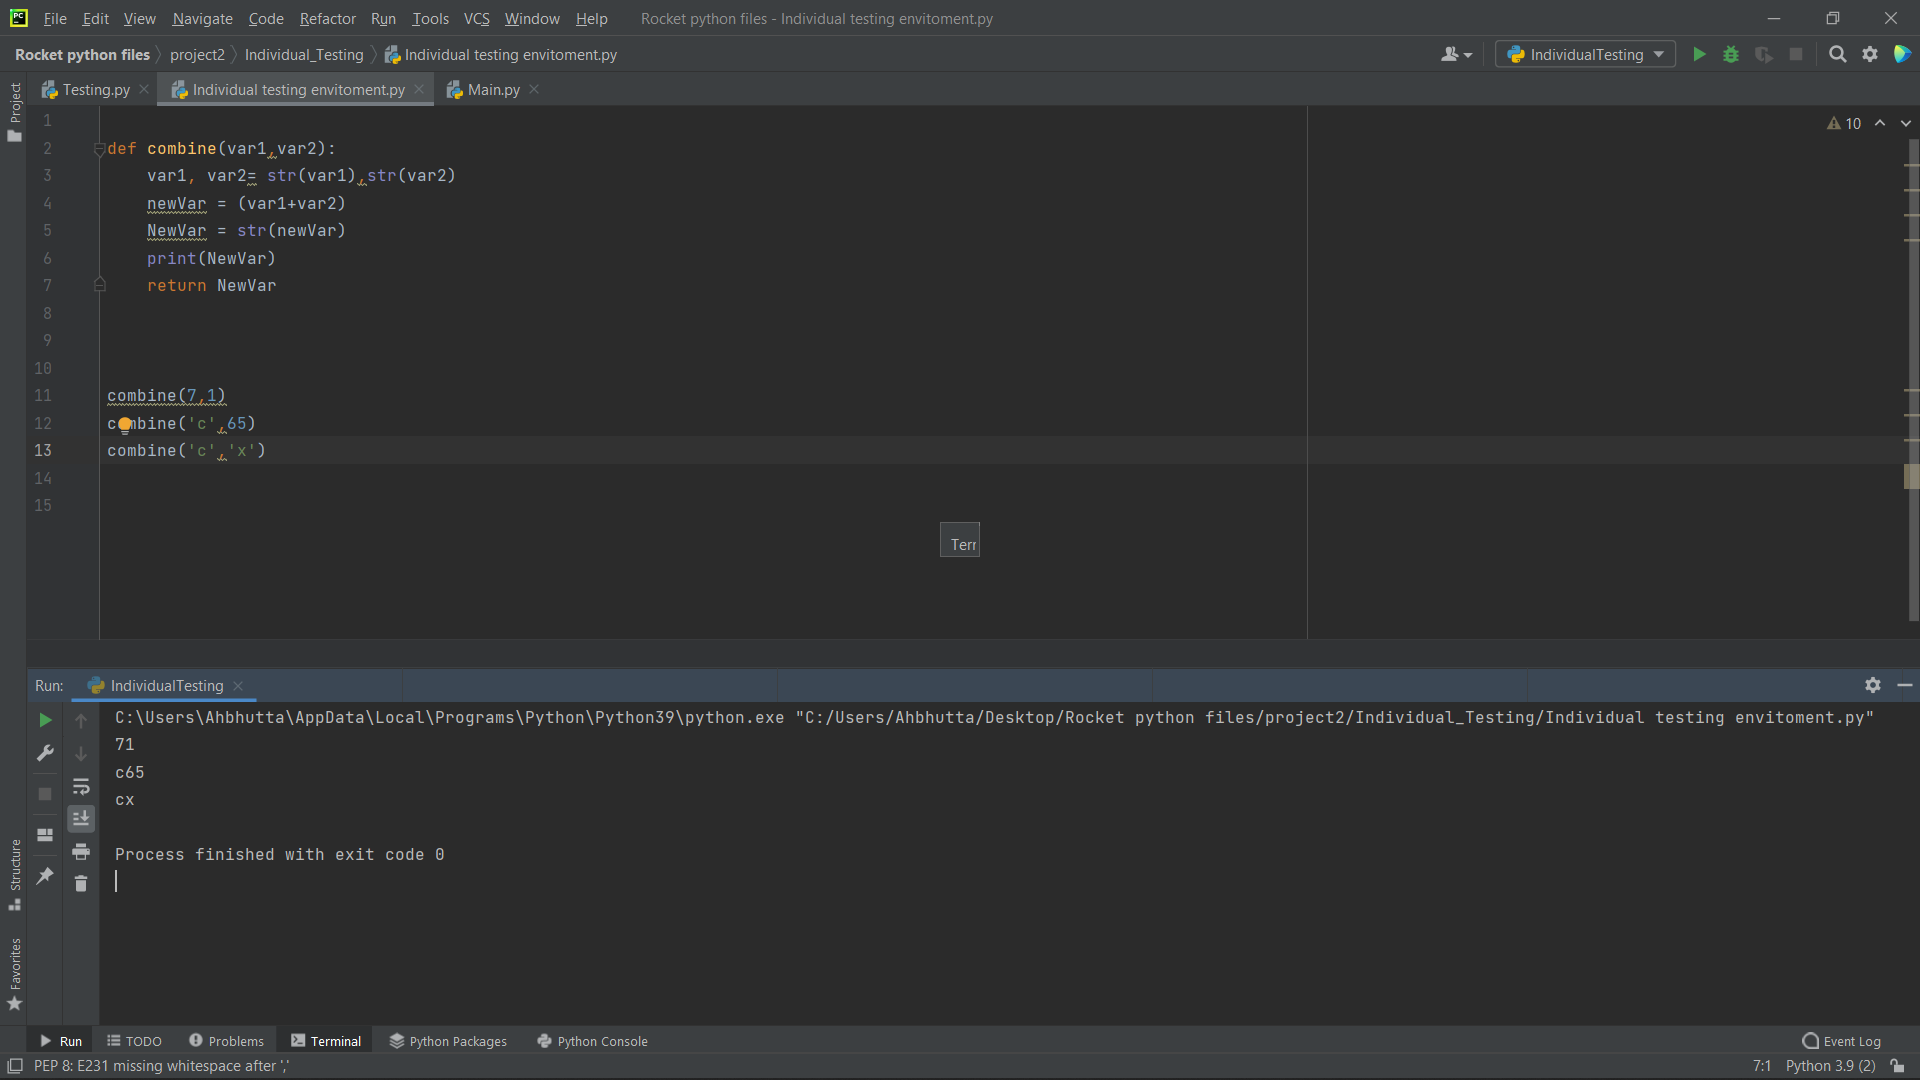 PC File Edit View Navigate Code Refactor Run Tools VCS Window Help Rocket python files - Individual testing envitoment.py
Rocket python files project2 Individual_Testing Individual testing envitoment.py IndividualTesting
Testing.py Individual testing envitoment.py Main.py
Project
10
1
2 def combine(var1,var2):
3 var1, var2= str(var1),str(var2)
4 newVar = (var1+var2)
5 NewVar = str(newVar)
6 print(NewVar)
7 return NewVar
8
9
10
11 combine(7,1)
12 combine('c',65)
13 combine('c','x')
14
15
Terr
Run: IndividualTesting
C:\Users\Ahbhutta\AppData\Local\Programs\Python\Python39\python.exe "C:/Users/Ahbhutta/Desktop/Rocket python files/project2/Individual_Testing/Individual testing envitoment.py"
71
c65
cx
Process finished with exit code 0
Structure
Favorites
Run TODO Problems Terminal Python Packages Python Console Event Log
PEP 8: E231 missing whitespace after ',' 7:1 Python 3.9 (2)